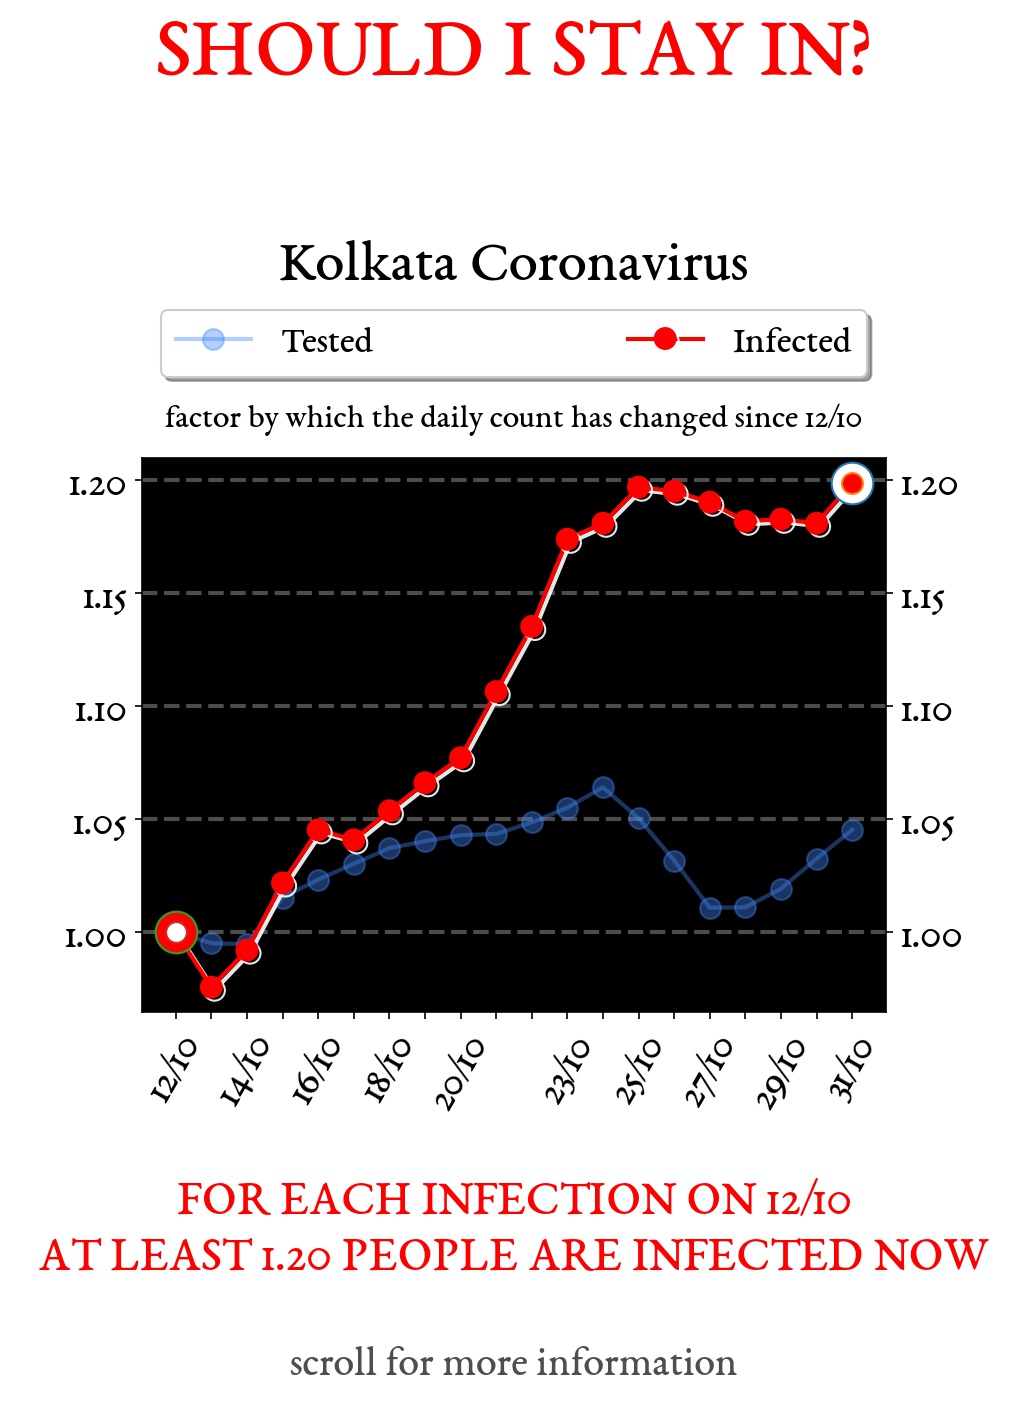 SHOULD I STAY IN?
Kolkata Coronavirus
Tested Infected
factor by which the daily count has changed since 12/10
1.20 1.20
1.15 1.15
1.10 1.10
1.05 1.05
1.00 1.00
12/10 14/10 16/10 18/10 20/10 23/10 25/10 27/10 29/10 31/10
FOR EACH INFECTION ON 12/10
AT LEAST 1.20 PEOPLE ARE INFECTED NOW
scroll for more information